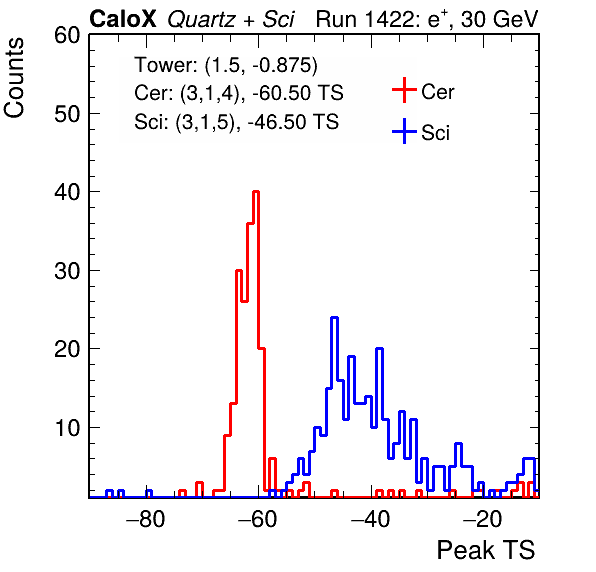 CaloX Quartz + Sci Run 1422: e+, 30 GeV
Counts
60
50
40
30
20
10
Tower: (1.5, -0.875)
Cer: (3,1,4), -60.50 TS
Sci: (3,1,5), -46.50 TS
Cer
Sci
−80 −60 −40 −20
Peak TS